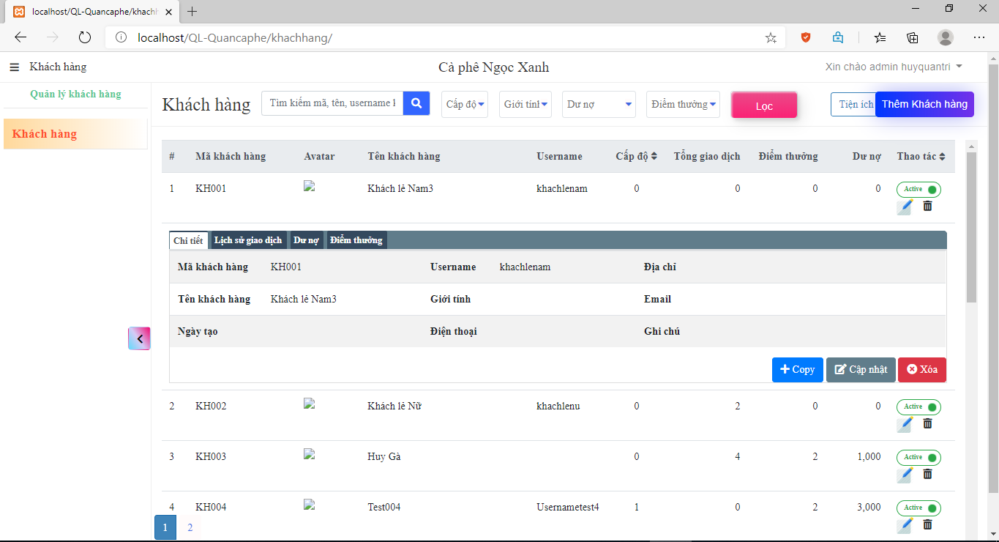 localhost/QL-Quancaphe/khachh
localhost/QL-Quancaphe/khachhang/
Khách hàng
Cà phê Ngọc Xanh
Xin chào admin huyquantri
Quản lý khách hàng
Khách hàng
Khách hàng Tìm kiếm mã, tên, username Cấp độ Giới tính Dư nợ Điểm thưởng Lọc Tiện ích Thêm Khách hàng
# Mã khách hàng Avatar Tên khách hàng Username Cấp độ Tổng giao dịch Điểm thưởng Dư nợ Thao tác
1 KH001 Khách lẻ Nam3 khachlenam 0 0 0 0 Active
Chi tiết Lịch sử giao dịch Dư nợ Điểm thưởng
Mã khách hàng KH001 Username khachlenam Địa chỉ
Tên khách hàng Khách lẻ Nam3 Giới tính Email
Ngày tạo Điện thoại Ghi chú
Copy Cập nhật Xóa
2 KH002 Khách lẻ Nữ khachlenu 0 2 0 0 Active
3 KH003 Huy Gà 0 4 2 1,000 Active
4 KH004 Test004 Usernametest4 1 0 2 3,000 Active
1 2